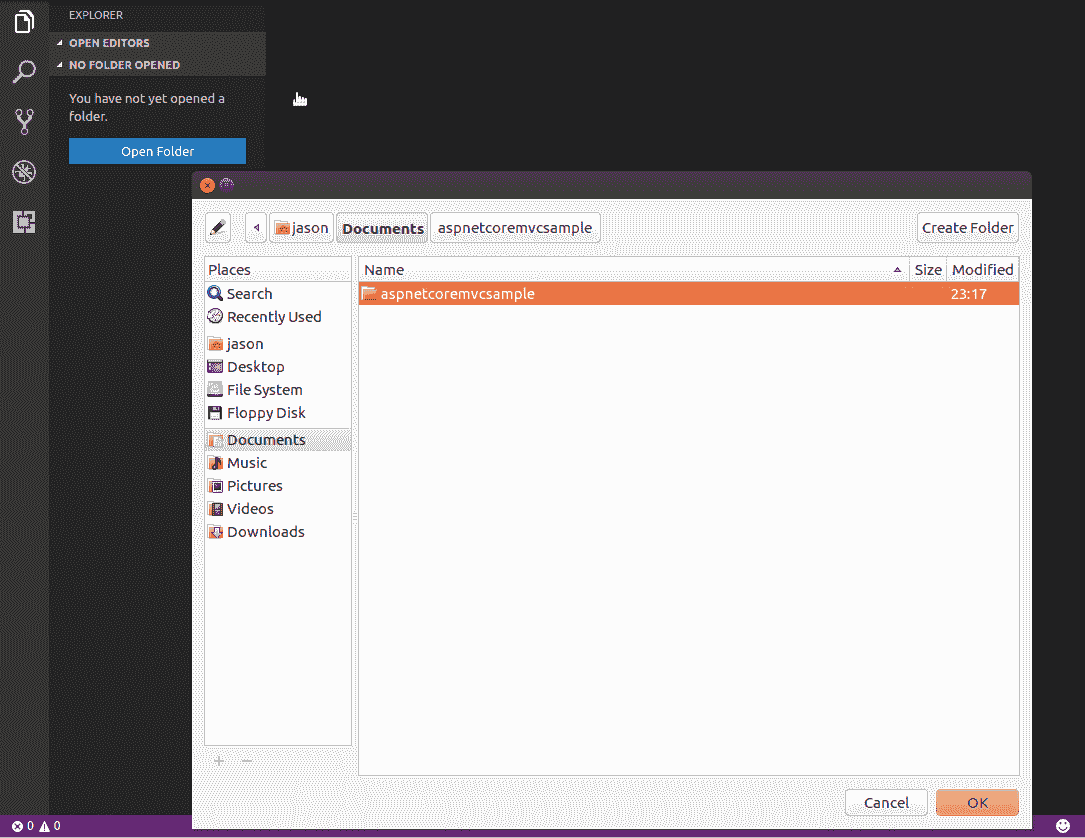 EXPLORER
OPEN EDITORS
NO FOLDER OPENED
You have not yet opened a
folder.
Open Folder
jason Documents aspnetcoremvcsample Create Folder
Places
Search
Recently Used
jason
Desktop
File System
Floppy Disk
Documents
Music
Pictures
Videos
Downloads
Name Size Modified
aspnetcoremvcsample 23:17
Cancel OK
0 0